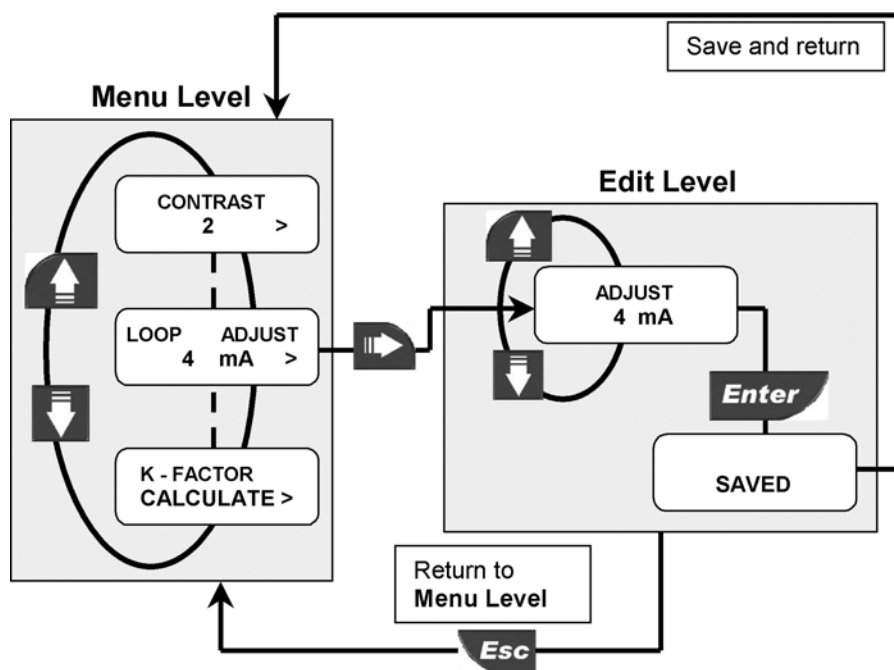 Save and return
Menu Level
CONTRAST
2 >
LOOP ADJUST
4 mA >
K - FACTOR
CALCULATE >
Edit Level
ADJUST
4 mA
Enter
SAVED
Return to
Menu Level
Esc